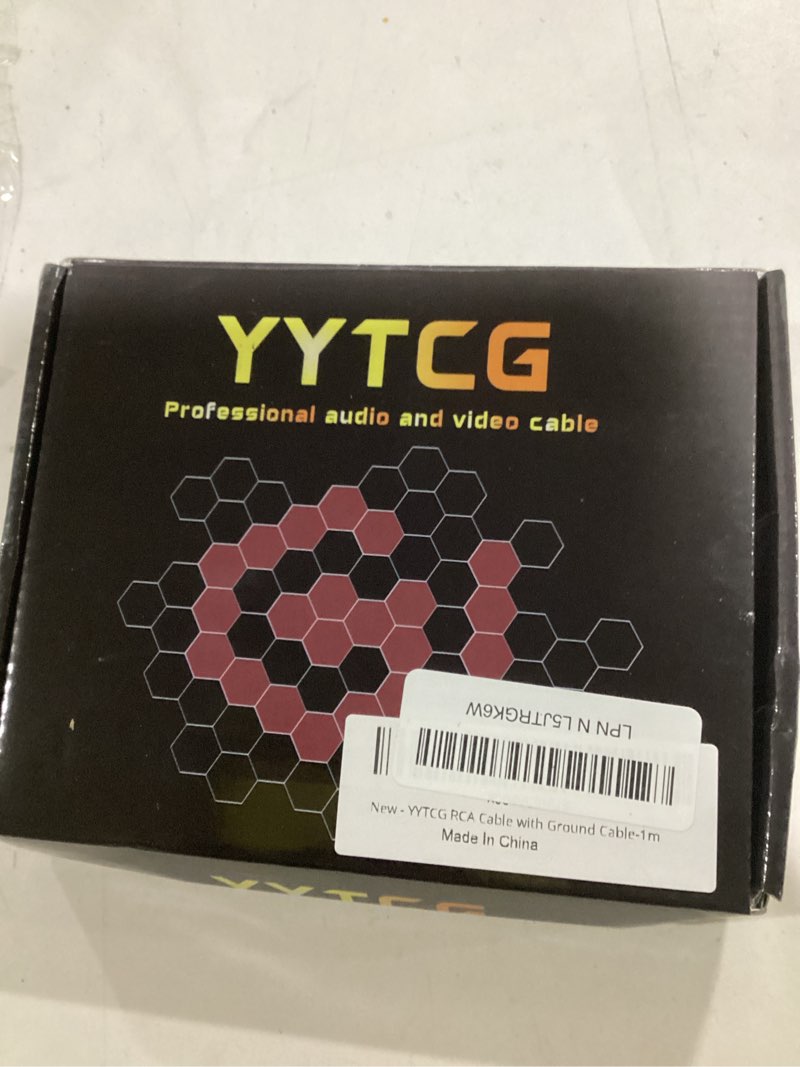 YYTCG
Professional audio and video cable
LPN N L5JTRGK6W
New - YYTCG RCA Cable with Ground Cable-1m
Made In China
YYTCG